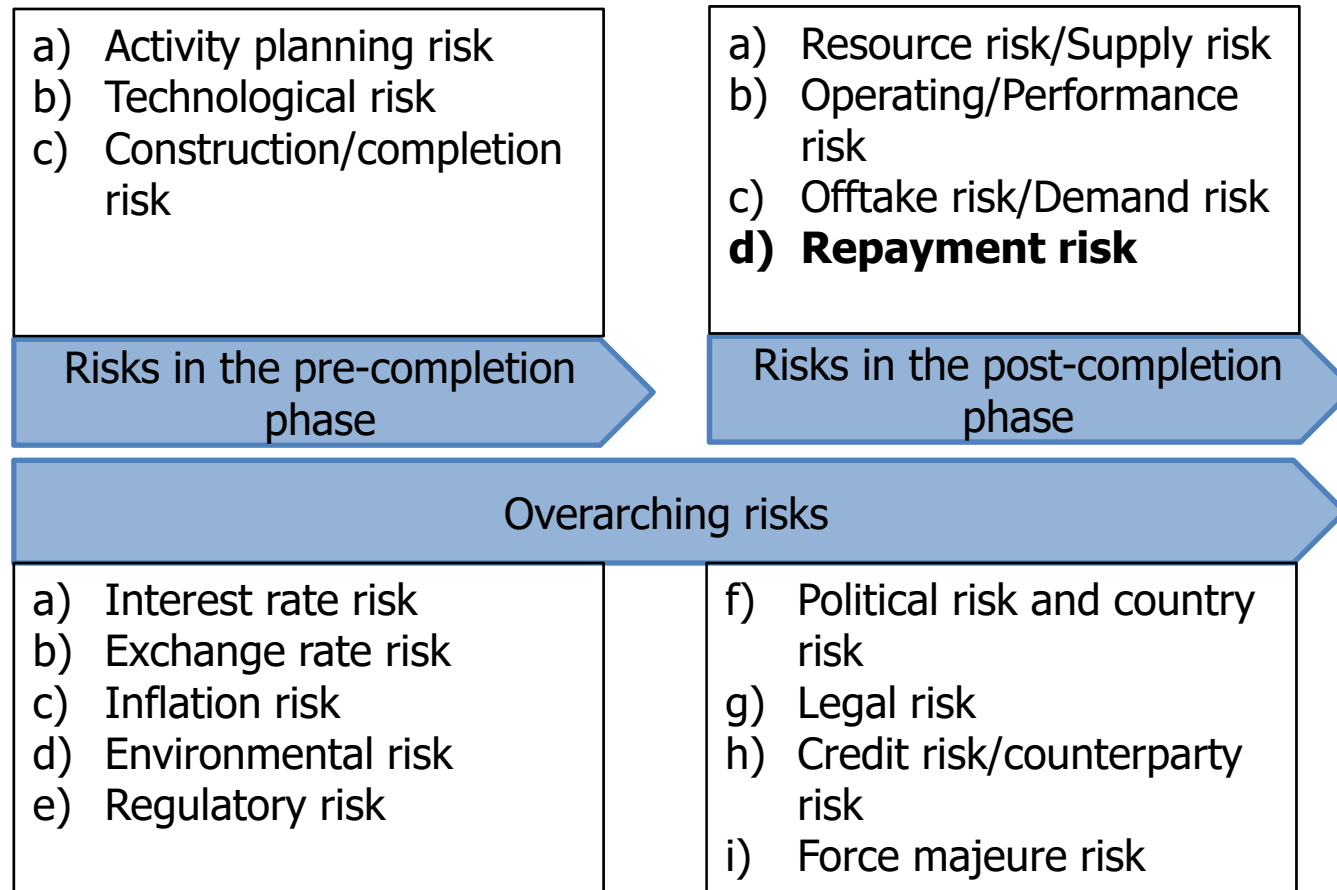 a) Activity planning risk
b) Technological risk
c) Construction/completion
risk
a) Resource risk/Supply risk
b) Operating/Performance
risk
c) Offtake risk/Demand risk
d) Repayment risk
Risks in the pre-completion
phase
Risks in the post-completion
phase
Overarching risks
a) Interest rate risk
b) Exchange rate risk
c) Inflation risk
d) Environmental risk
e) Regulatory risk
f) Political risk and country
risk
g) Legal risk
h) Credit risk/counterparty
risk
i) Force majeure risk